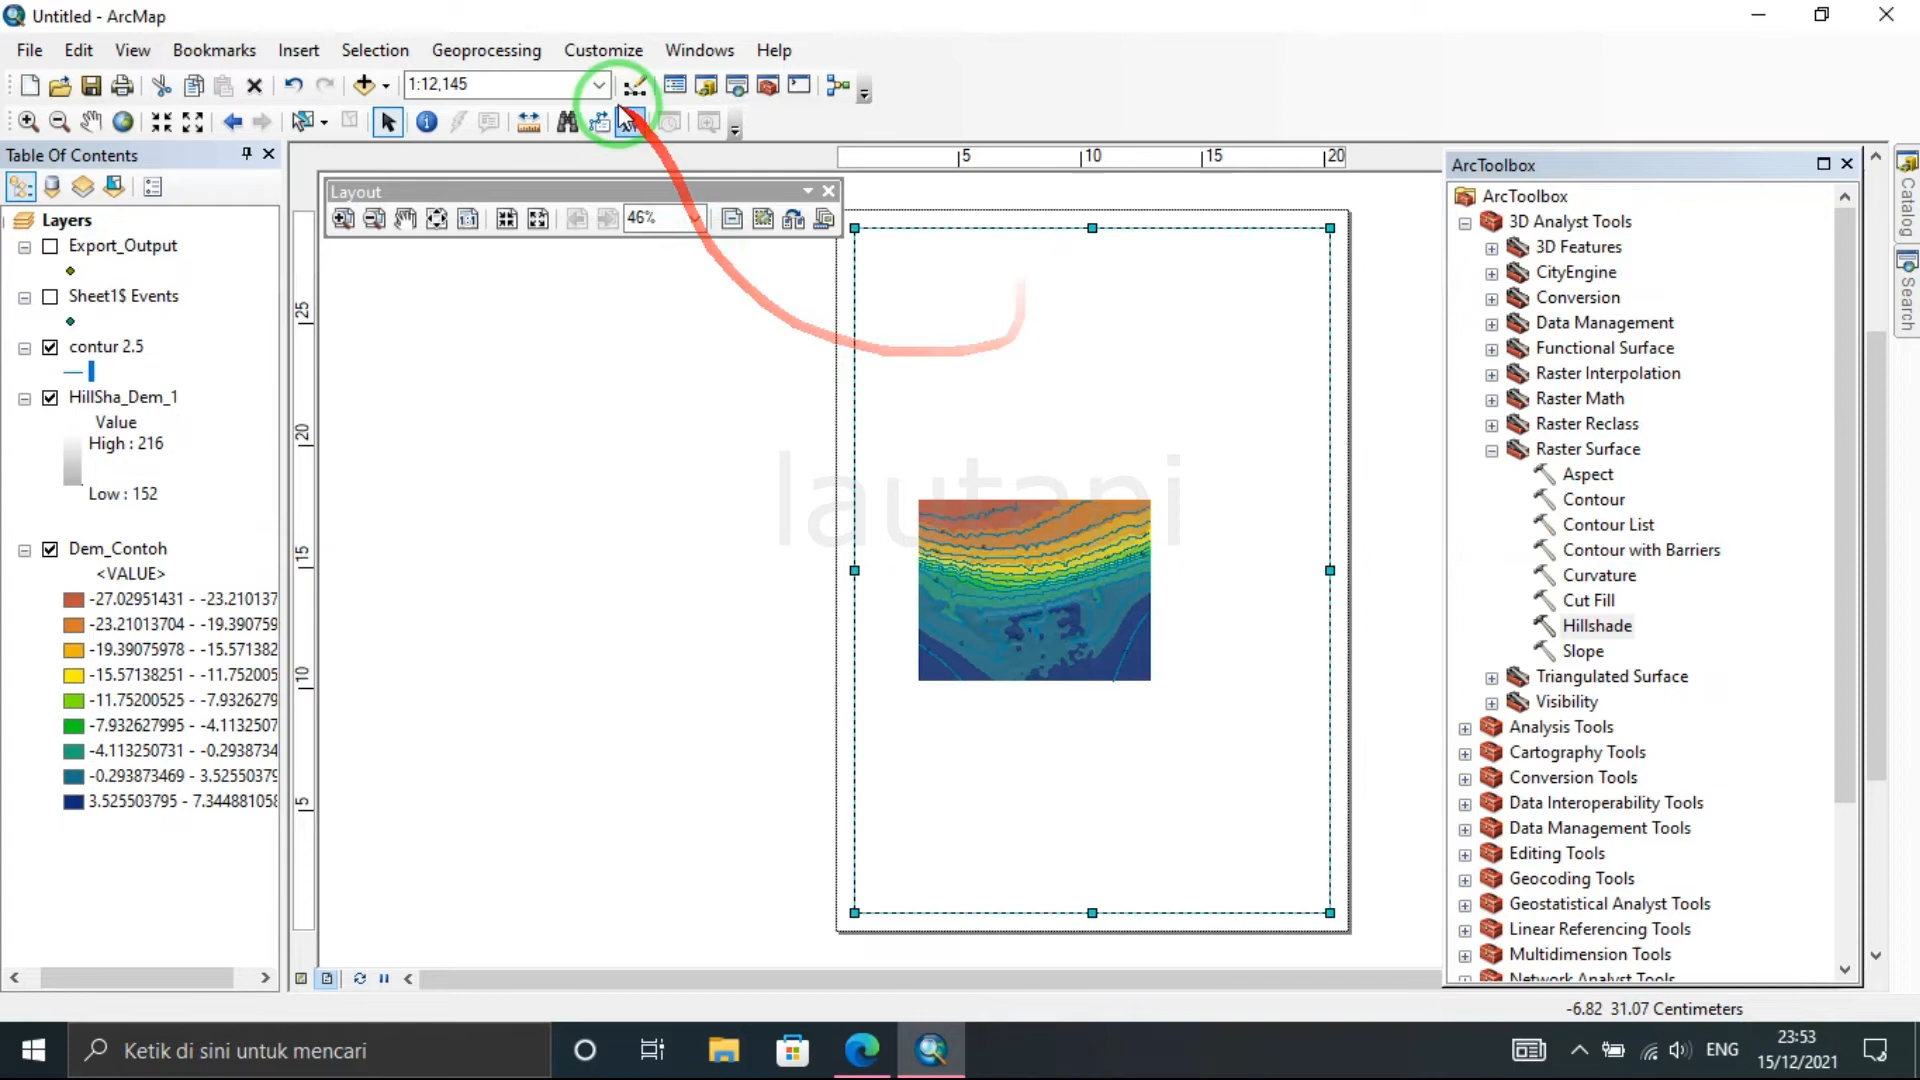 Untitled - ArcMap
File Edit View Bookmarks Insert Selection Geoprocessing Customize Windows Help
1:12,145
Table Of Contents
Layers
Export_Output
Sheet1$ Events
contur 2.5
HillSha_Dem_1
Value
High : 216
Low : 152
Dem_Contoh
<VALUE>
-27.02951431 - -23.210137
-23.21013704 - -19.390759
-19.39075978 - -15.571382
-15.57138251 - -11.752005
-11.75200525 - -7.9326279
-7.932627995 - -4.1132507
-4.113250731 - -0.2938734
-0.293873469 - 3.52550379
3.525503795 - 7.344881058
Layout
46%
5 10 15 20
25
20
15
10
5
lautani
ArcToolbox
ArcToolbox
3D Analyst Tools
3D Features
CityEngine
Conversion
Data Management
Functional Surface
Raster Interpolation
Raster Math
Raster Reclass
Raster Surface
Aspect
Contour
Contour List
Contour with Barriers
Curvature
Cut Fill
Hillshade
Slope
Triangulated Surface
Visibility
Analysis Tools
Cartography Tools
Conversion Tools
Data Interoperability Tools
Data Management Tools
Editing Tools
Geocoding Tools
Geostatistical Analyst Tools
Linear Referencing Tools
Multidimension Tools
Network Analyst Tools
Catalog
Search
-6.82 31.07 Centimeters
Ketik di sini untuk mencari
ENG
23:53
15/12/2021